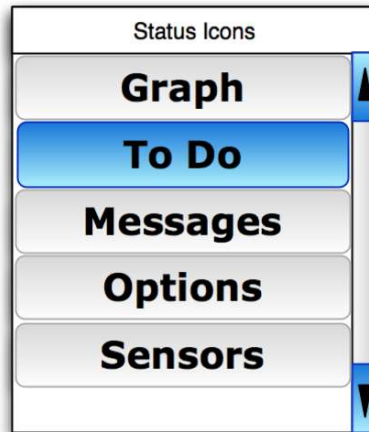 Status Icons
Graph
To Do
Messages
Options
Sensors